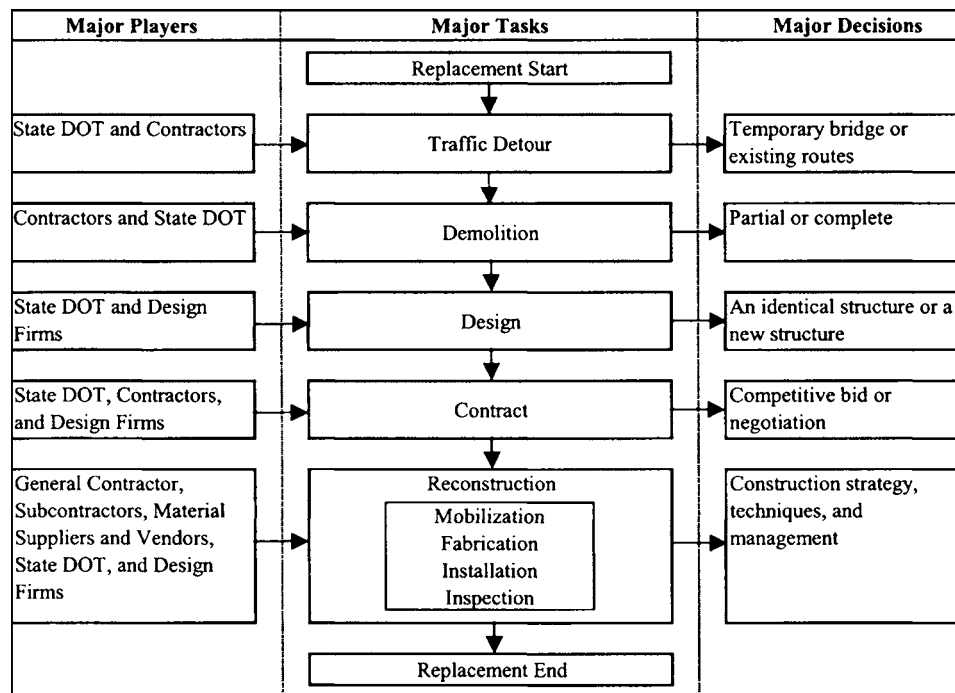 Major Players
Major Tasks
Major Decisions
Replacement Start
State DOT and Contractors
Traffic Detour
Temporary bridge or
existing routes
Contractors and State DOT
Demolition
Partial or complete
State DOT and Design
Firms
Design
An identical structure or a
new structure
State DOT, Contractors,
and Design Firms
Contract
Competitive bid or
negotiation
General Contractor,
Subcontractors, Material
Suppliers and Vendors,
State DOT, and Design
Firms
Reconstruction
Mobilization
Fabrication
Installation
Inspection
Construction strategy,
techniques, and
management
Replacement End